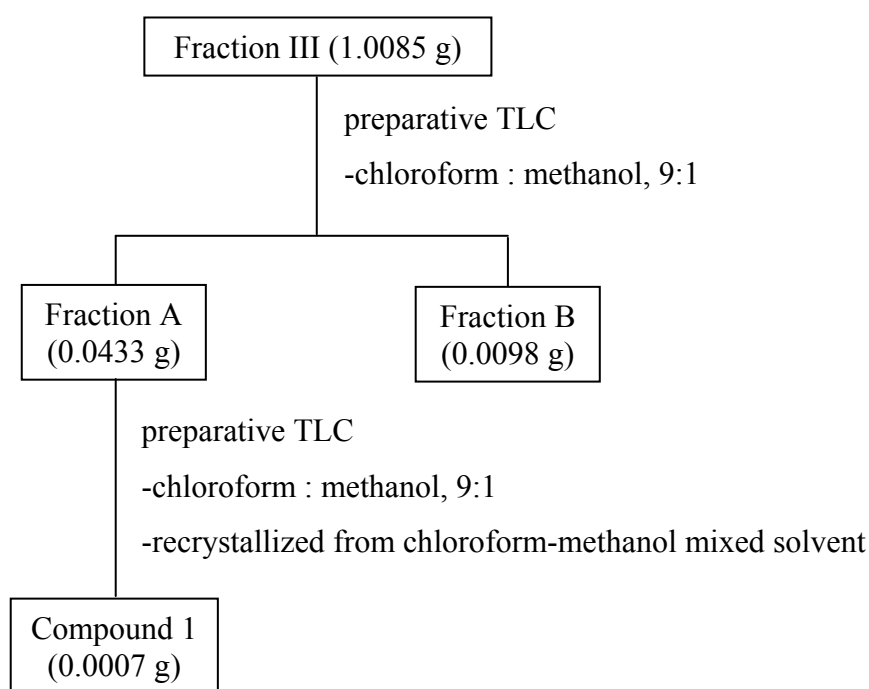 Fraction III (1.0085 g)
preparative TLC
-chloroform : methanol, 9:1
Fraction A
(0.0433 g)
Fraction B
(0.0098 g)
preparative TLC
-chloroform : methanol, 9:1
-recrystallized from chloroform-methanol mixed solvent
Compound 1
(0.0007 g)